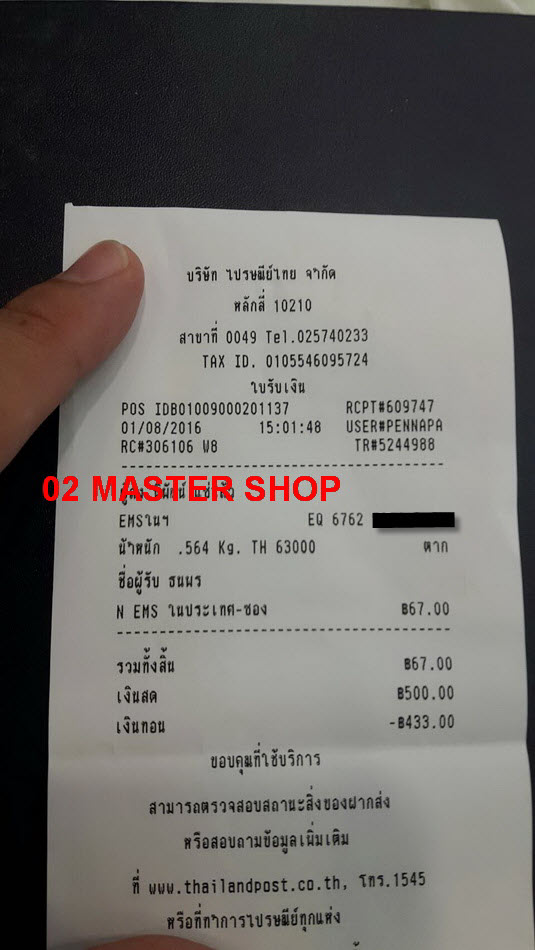 บริษัท ไปรษณีย์ไทย จำกัด
หลักสี่ 10210
สาขาที่ 0049 Tel.025740233
TAX ID. 0105546095724
ใบรับเงิน
POS IDB01009000201137 RCPT#609747
01/08/2016 15:01:48 USER#PENNAPA
RC#306106 W8 TR#5244988
02 MASTER SHOP
EMSในฯ EQ 6762
น้ำหนัก .564 Kg. TH 63000 ตาก
ชื่อผู้รับ ธนนร
N EMS ในประเทศ-ซอง ฿67.00
รวมทั้งสิ้น ฿67.00
เงินสด ฿500.00
เงินทอน -฿433.00
ขอบคุณที่ใช้บริการ
สามารถตรวจสอบสถานะสิ่งของฝากส่ง
หรือสอบถามข้อมูลเพิ่มเติม
ที่ www.thailandpost.co.th, โทร.1545
หรือที่ทำการไปรษณีย์ทุกแห่ง